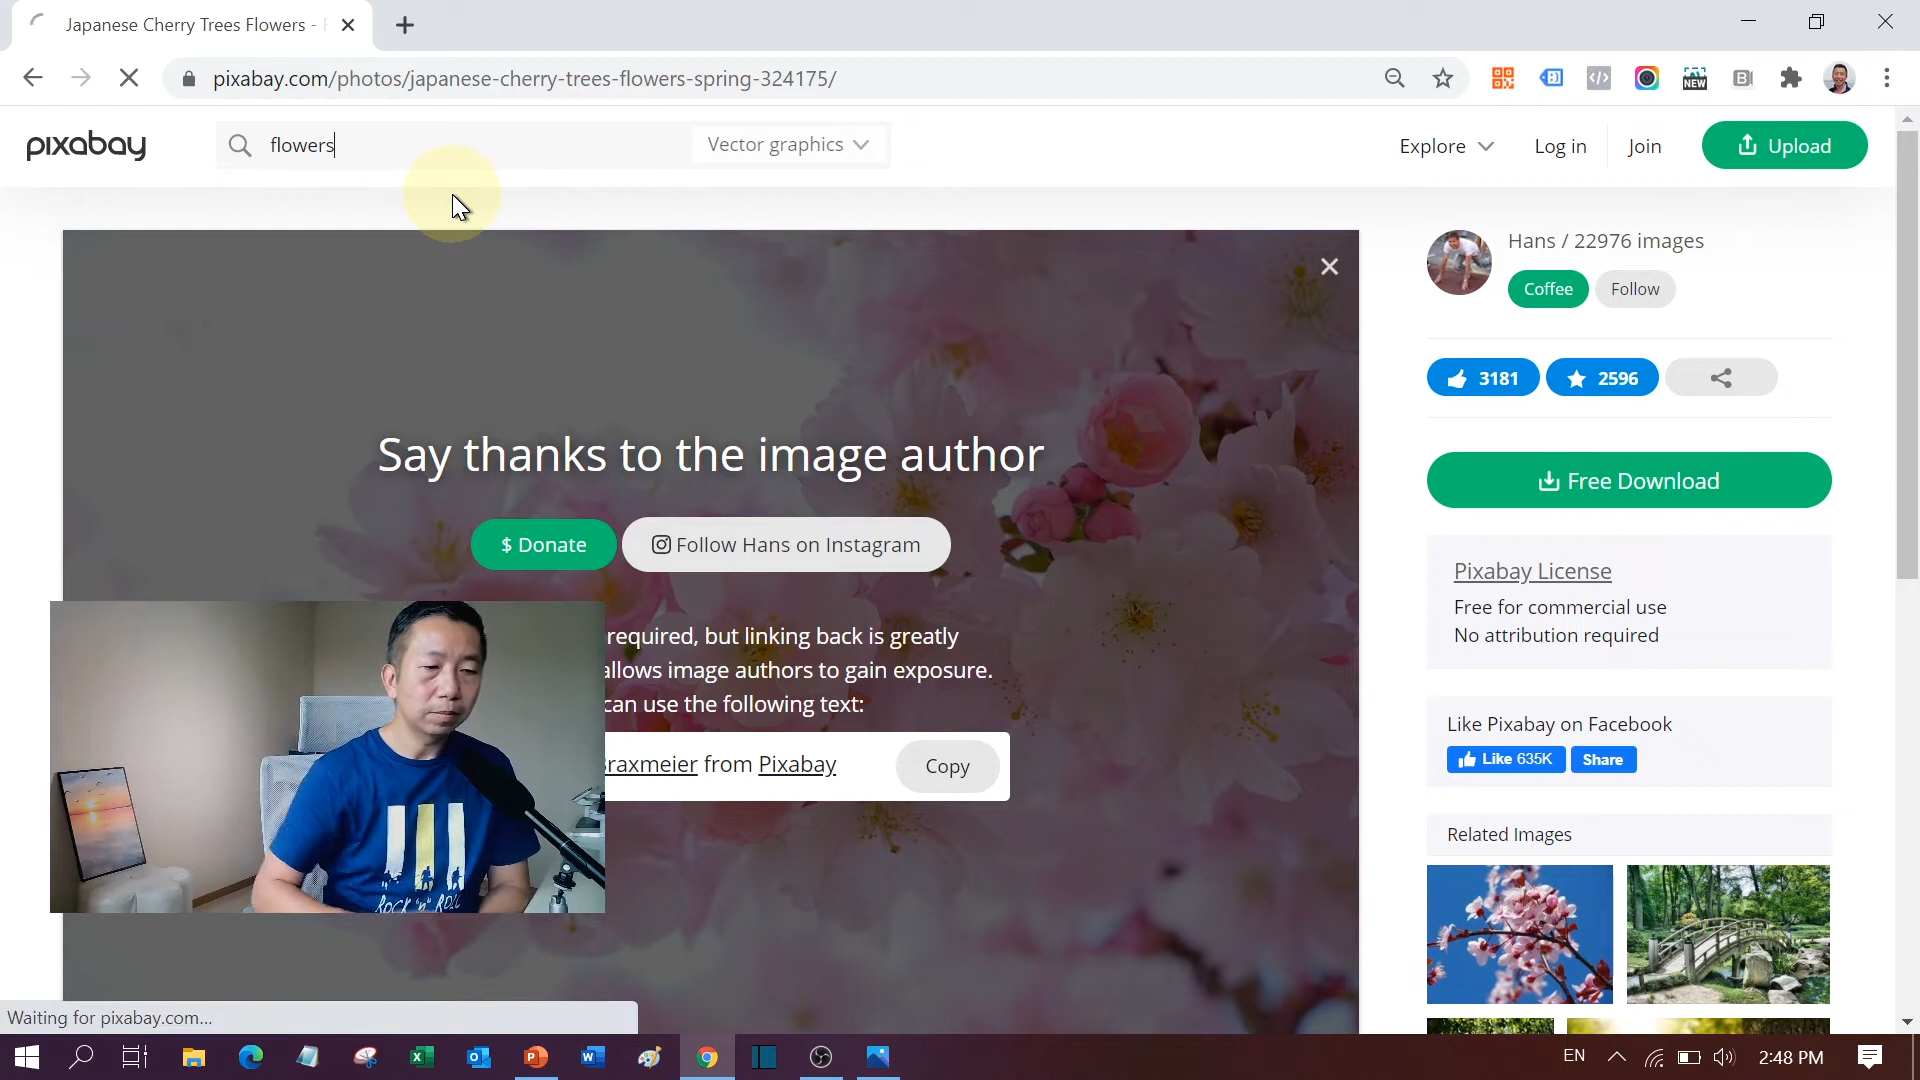 Japanese Cherry Trees Flowers -
pixabay.com/photos/japanese-cherry-trees-flowers-spring-324175/
NEW
pixabay
flowers
Vector graphics
Explore
Log in
Join
Upload
Hans / 22976 images
Coffee
Follow
3181
2596
Say thanks to the image author
Free Download
$ Donate
Follow Hans on Instagram
Pixabay License
Free for commercial use
No attribution required
required, but linking back is greatly
allows image authors to gain exposure.
can use the following text:
raxmeier from Pixabay
Copy
Like Pixabay on Facebook
Like 635K
Share
Related Images
ROCK "n" ROLL
Waiting for pixabay.com...
EN
2:48 PM